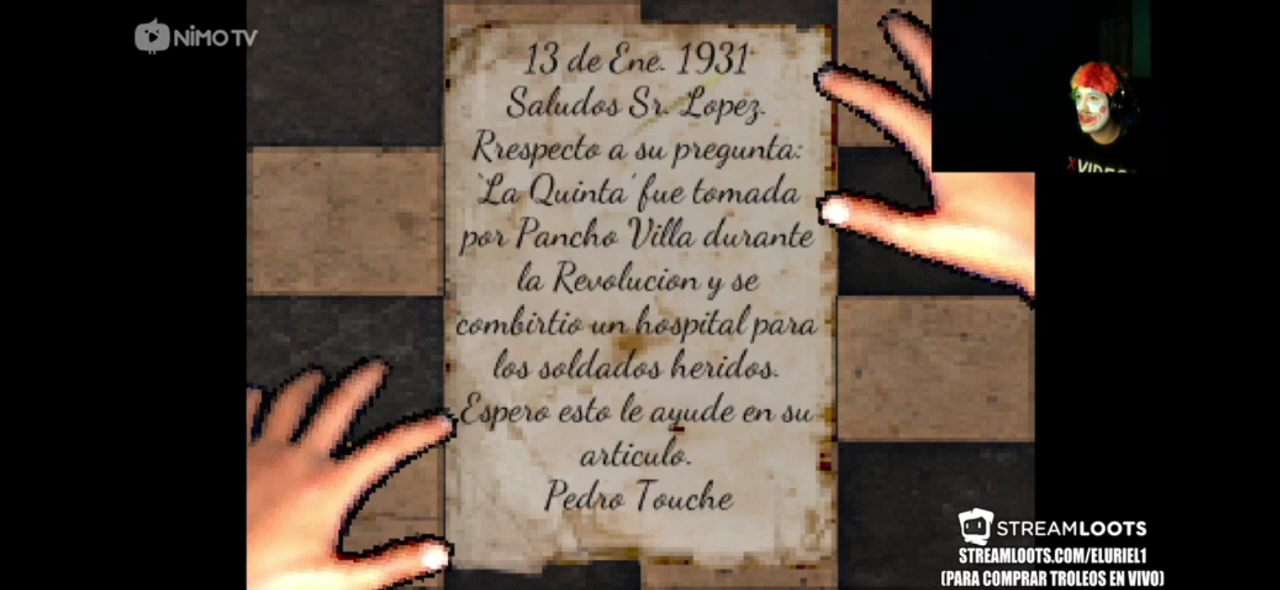 NIMO TV
13 de Ene. 1931
Saludos Sr. Lopez.
Rrespecto a su pregunta:
`La Quinta´ fue tomada
por Pancho Villa durante
la Revolucion y se
combirtio un hospital para
los soldados heridos.
Espero esto le ayude en su
articulo.
Pedro Touche
XVIDEO
STREAMLOOTS
STREAMLOOTS.COM/ELURIEL1
(PARA COMPRAR TROLEOS EN VIVO)